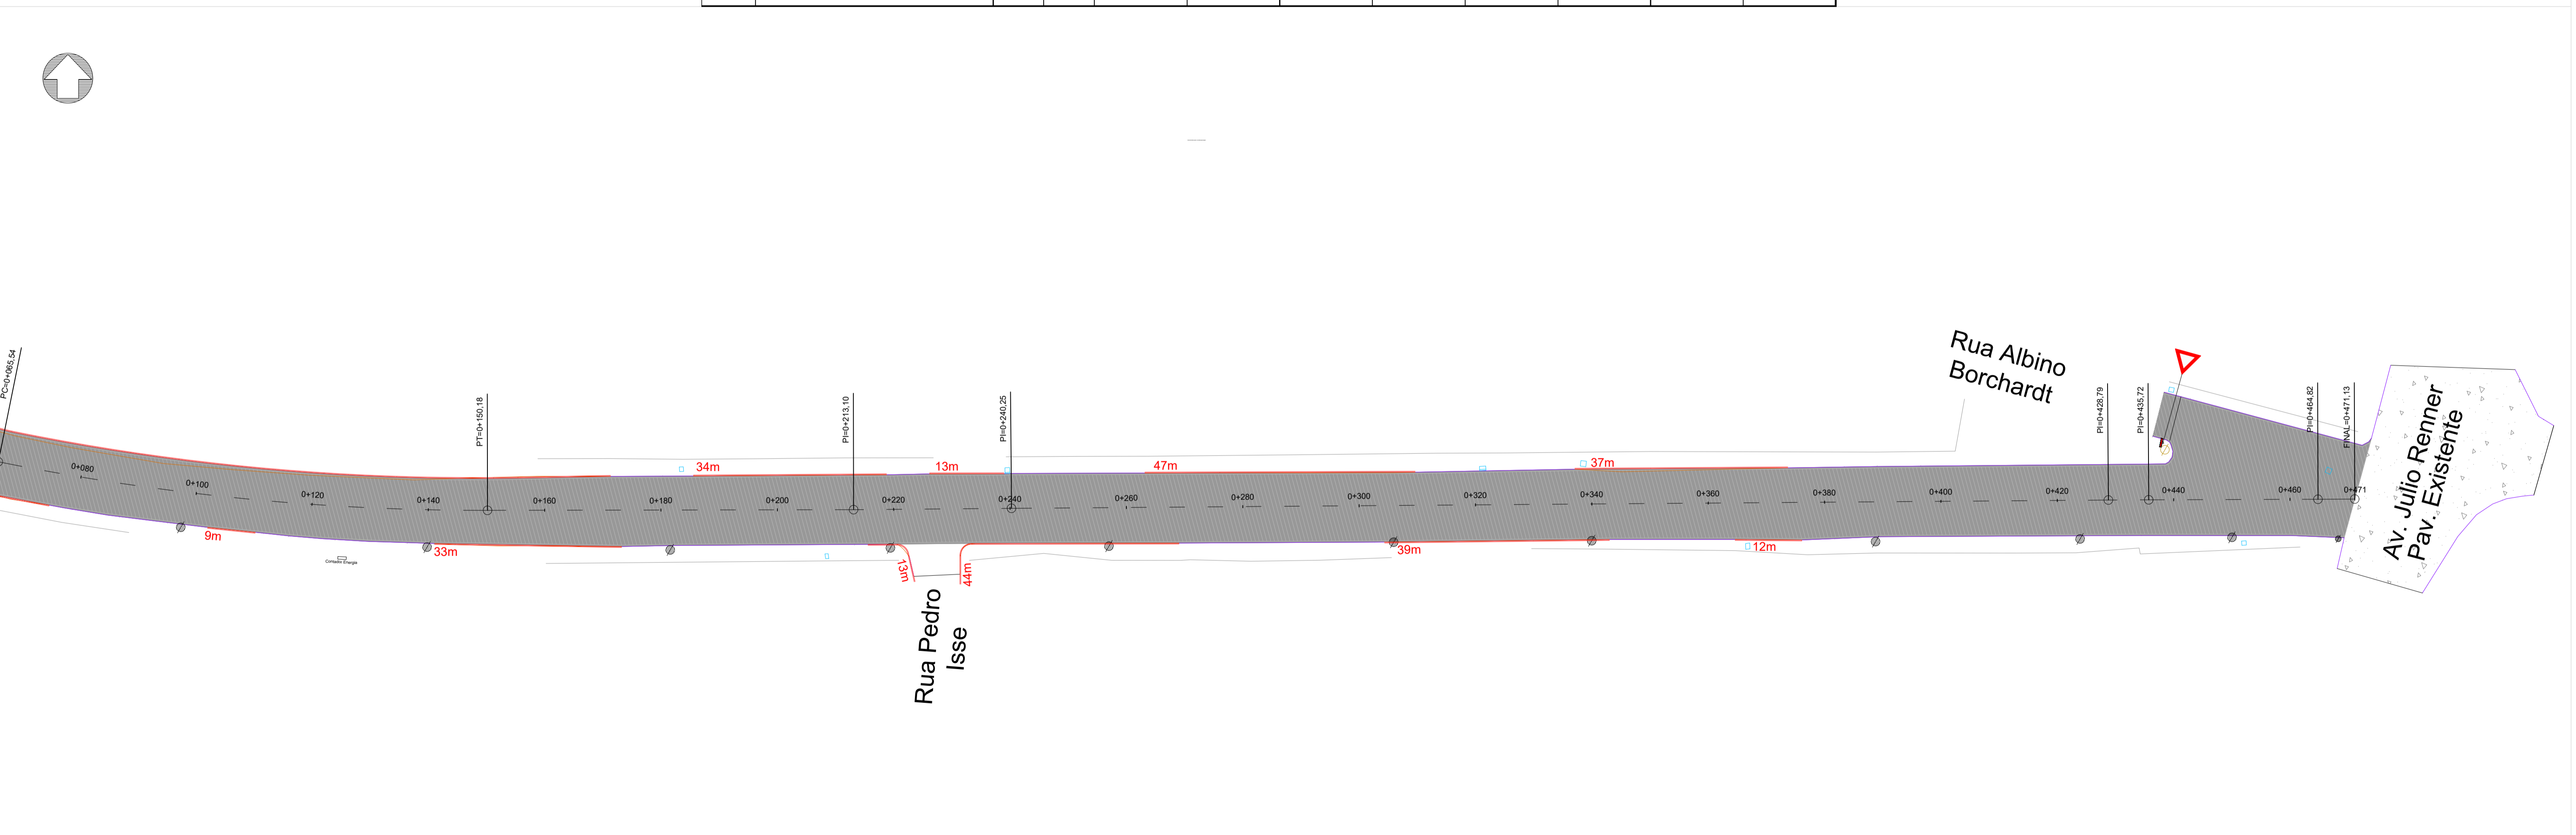 Rua Albino
Borchardt
PC=0+065,54
PT=0+150,18
PI=0+213,10
PI=0+240,25
PI=0+428,79
PI=0+435,72
PI=0+464,82
FINAL=0+471,13
34m
13m
47m
37m
0+080
0+100
0+120
0+140
0+160
0+180
0+200
0+220
0+240
0+260
0+280
0+300
0+320
0+340
0+360
0+380
0+400
0+420
0+440
0+460
0+471
9m
33m
39m
12m
13m
44m
Contadro Energia
Rua Pedro
Isse
Av. Julio Renner
Pav. Existente